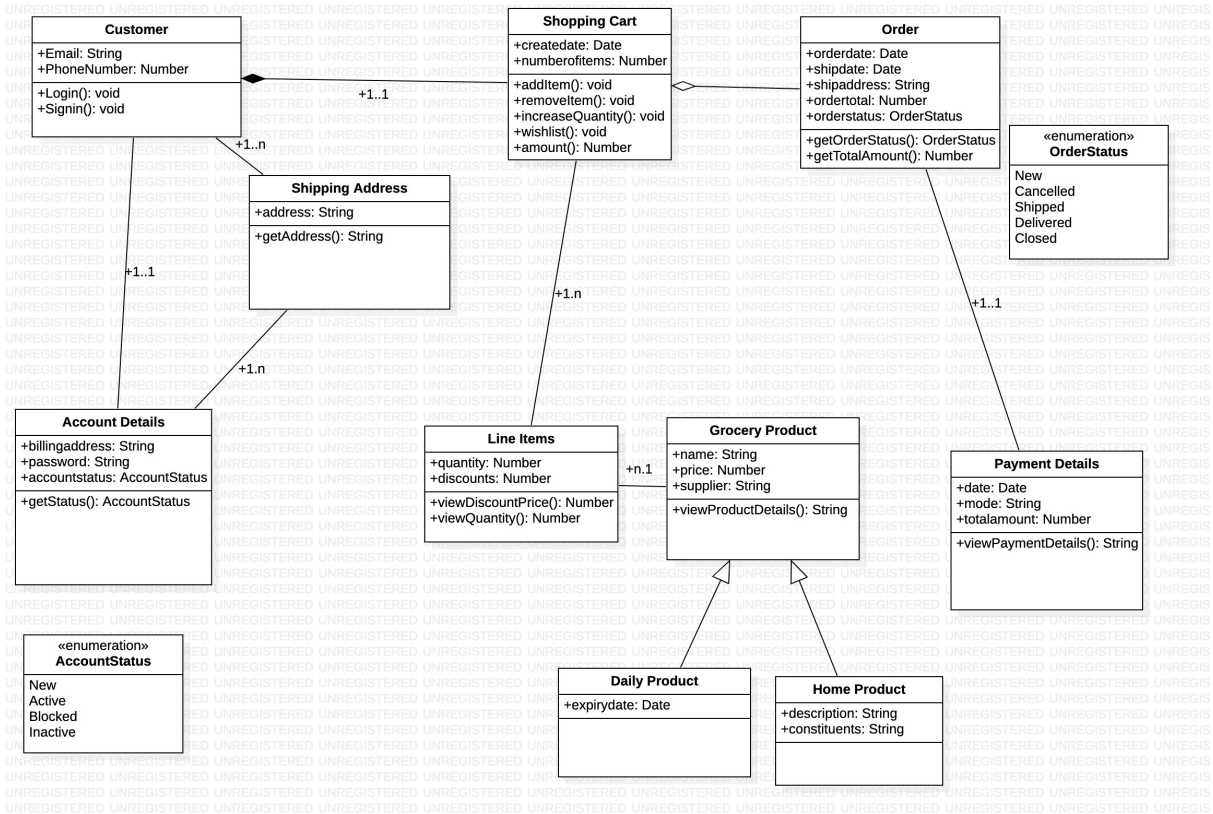 Customer
+Email: String
+PhoneNumber: Number
+Login(): void
+Signin(): void
Shopping Cart
+createdate: Date
+numberofitems: Number
+addItem(): void
+removeItem(): void
+increaseQuantity(): void
+wishlist(): void
+amount(): Number
Order
+orderdate: Date
+shipdate: Date
+shipaddress: String
+ordertotal: Number
+orderstatus: OrderStatus
+getOrderStatus(): OrderStatus
+getTotalAmount(): Number
«enumeration»
OrderStatus
New
Cancelled
Shipped
Delivered
Closed
+1..1
+1..n
Shipping Address
+address: String
+getAddress(): String
+1..1
+1.n
+1.n
+1..1
Account Details
+billingaddress: String
+password: String
+accountstatus: AccountStatus
+getStatus(): AccountStatus
Line Items
+quantity: Number
+discounts: Number
+viewDiscountPrice(): Number
+viewQuantity(): Number
+n.1
Grocery Product
+name: String
+price: Number
+supplier: String
+viewProductDetails(): String
Payment Details
+date: Date
+mode: String
+totalamount: Number
+viewPaymentDetails(): String
«enumeration»
AccountStatus
New
Active
Blocked
Inactive
Daily Product
+expirydate: Date
Home Product
+description: String
+constituents: String
UNREGISTERED